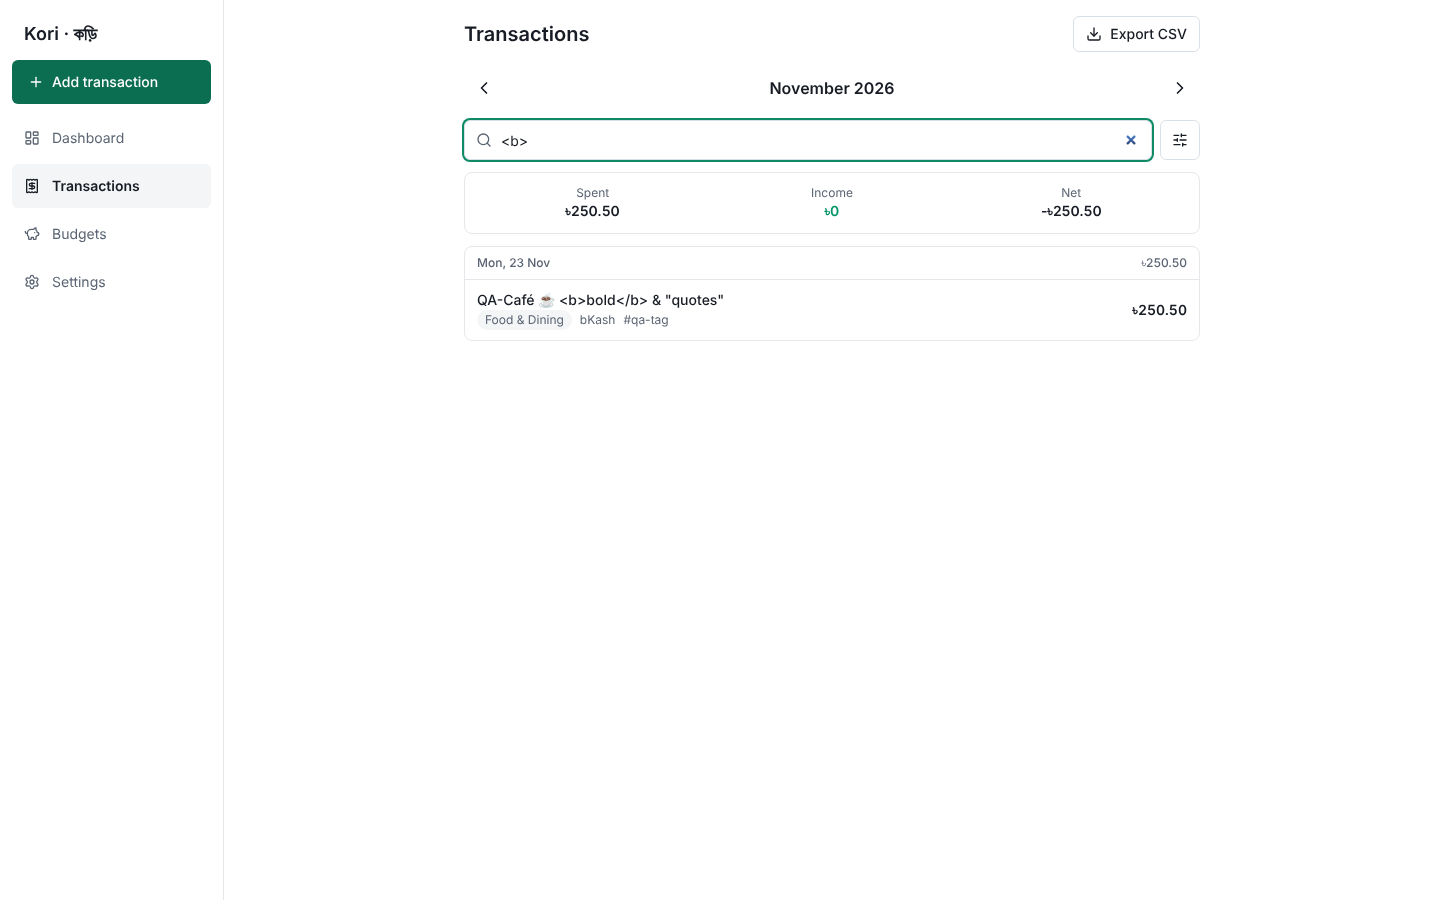 Kori · কড়ি
Add transaction
Dashboard
Transactions
Budgets
Settings
Transactions
Export CSV
November 2026
<b>
Spent
৳250.50
Income
৳0
Net
-৳250.50
Mon, 23 Nov
৳250.50
QA-Café ☕ <b>bold</b> & "quotes"
Food & Dining bKash #qa-tag
৳250.50